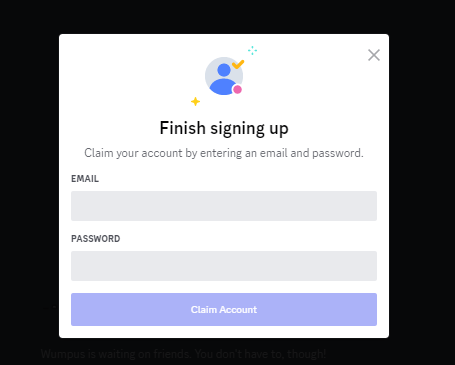 Finish signing up
Claim your account by entering an email and password.
EMAIL
PASSWORD
Claim Account
Wumpus is waiting on friends. You don't have to, though!